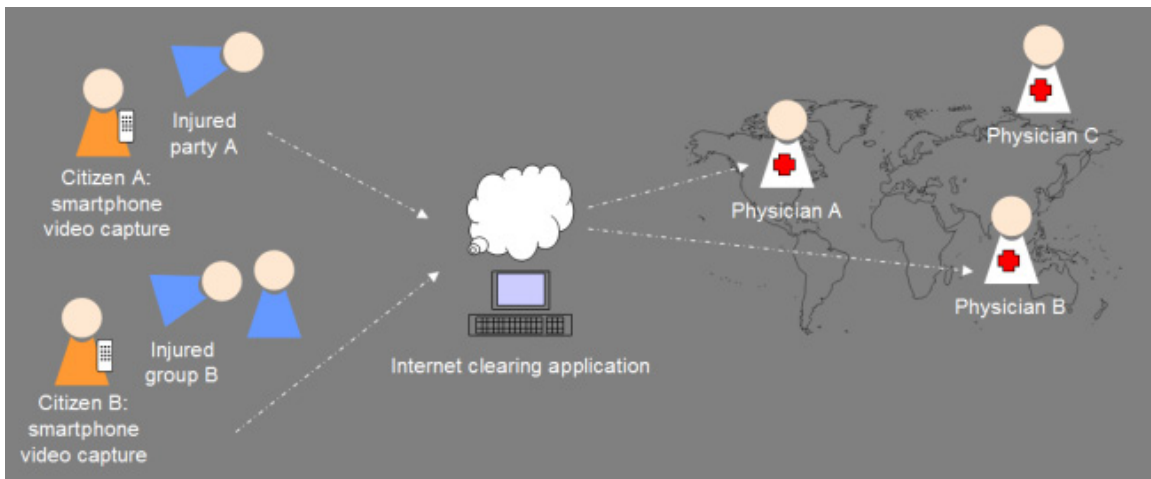 Injured
party A
Citizen A:
smartphone
video capture
Injured
group B
Citizen B:
smartphone
video capture
Internet clearing application
Physician A
Physician C
Physician B